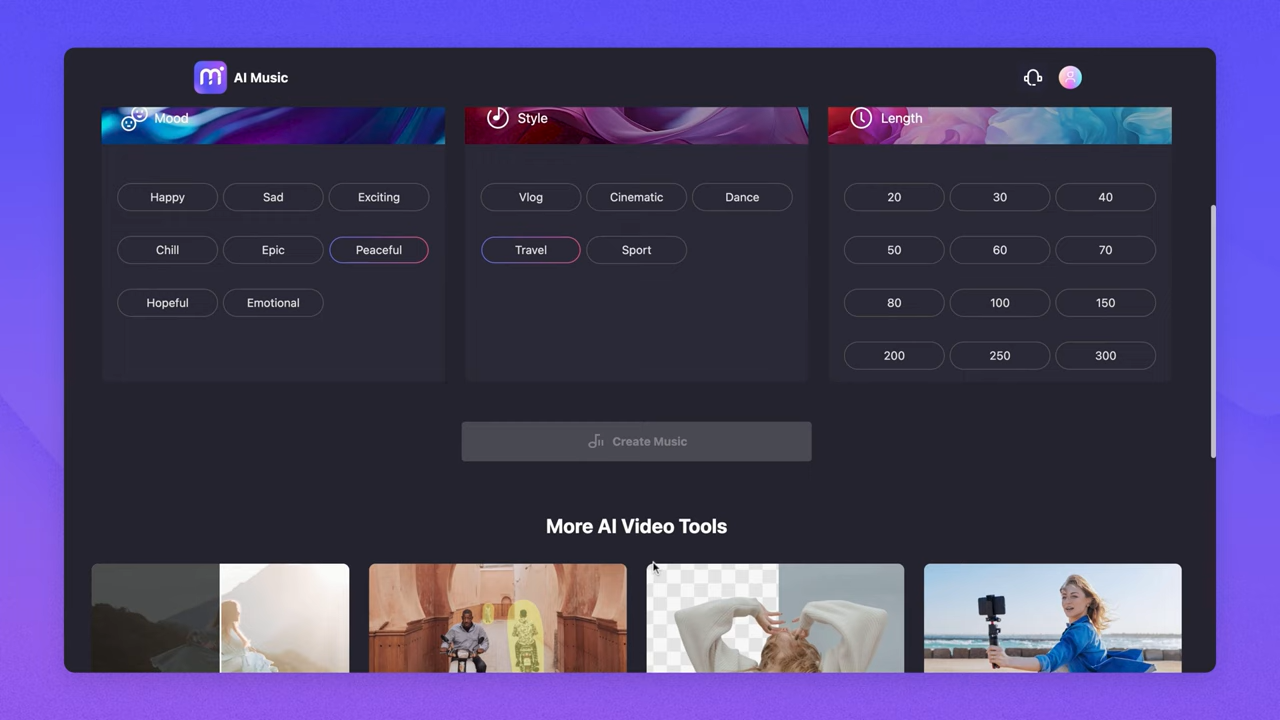 AI Music
Mood
Style
Length
Happy Sad Exciting
Vlog Cinematic Dance
20 30 40
Chill Epic Peaceful
Travel Sport
50 60 70
Hopeful Emotional
80 100 150
200 250 300
Create Music
More AI Video Tools